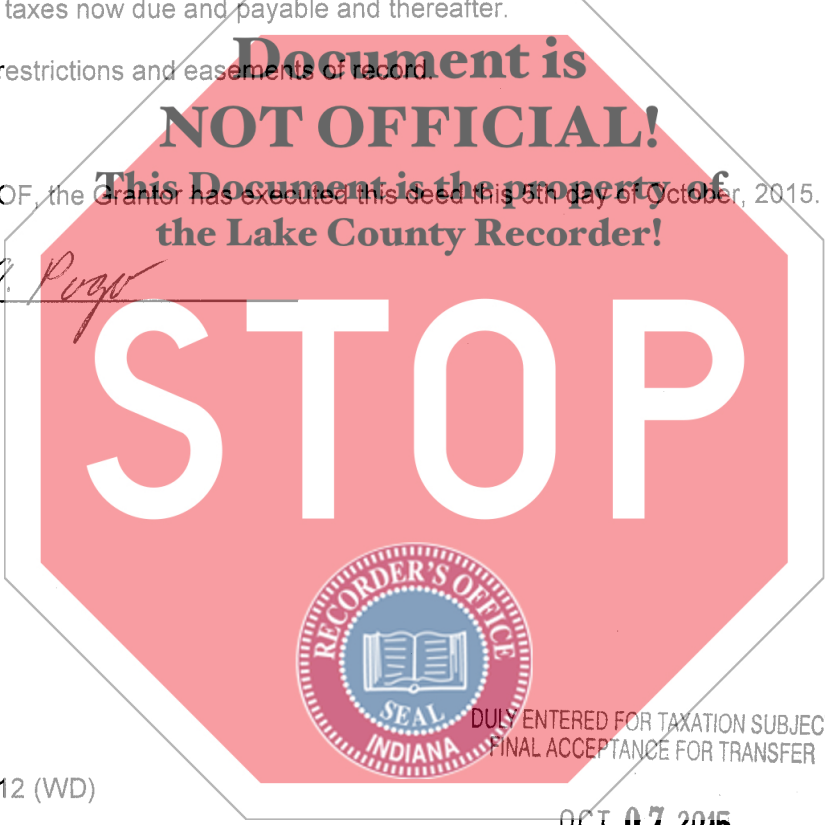 taxes now due and payable and thereafter.
Document is
restrictions and easements of record.
NOT OFFICIAL!
This Document is the property of
OF, the Grantor has executed this deed this 5th day of October, 2015.
the Lake County Recorder!
STOP
RECORDER'S OFFICE
SEAL
INDIANA
DULY ENTERED FOR TAXATION SUBJEC
FINAL ACCEPTANCE FOR TRANSFER
12 (WD)
OCT 07 2015